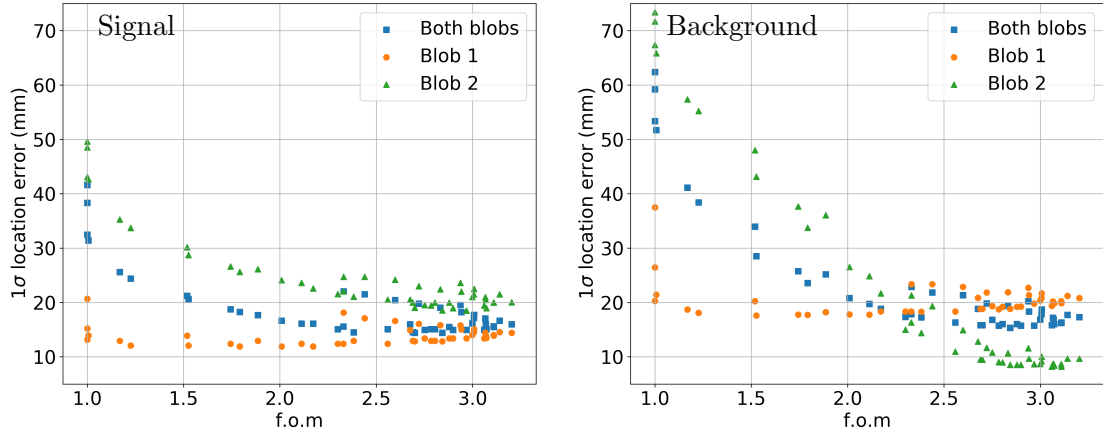 Signal
Both blobs
Blob 1
Blob 2
70
60
50
40
30
20
10
1σ location error (mm)
1.0 1.5 2.0 2.5 3.0
f.o.m
Background
Both blobs
Blob 1
Blob 2
70
60
50
40
30
20
10
1σ location error (mm)
1.0 1.5 2.0 2.5 3.0
f.o.m